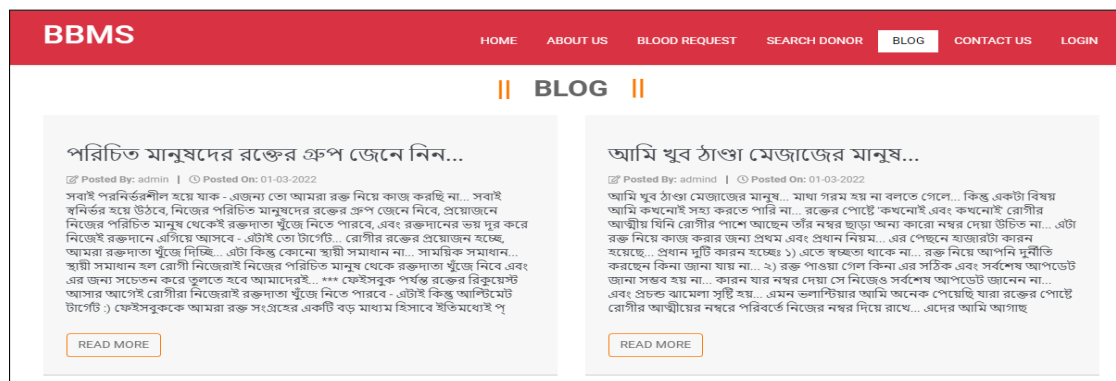 BBMS
HOME ABOUT US BLOOD REQUEST SEARCH DONOR BLOG CONTACT US LOGIN
|| BLOG ||
পরিচিত মানুষদের রক্তের গ্রুপ জেনে নিন...
Posted By: admin | Posted On: 01-03-2022
সবাই পরনির্ভরশীল হয়ে যাক - এজন্য তো আমরা রক্ত নিয়ে কাজ করছি না... সবাই
স্বনির্ভর হয়ে উঠবে, নিজের পরিচিত মানুষদের রক্তের গ্রুপ জেনে নিবে, প্রয়োজনে
নিজের পরিচিত মানুষ থেকেই রক্তদাতা খুঁজে নিতে পারবে, এবং রক্তদানের ভয় দূর করে
নিজেই রক্তদানে এগিয়ে আসবে - এটাই তো টার্গেট... রোগীর রক্তের প্রয়োজন হচ্ছে,
আমরা রক্তদাতা খুঁজে দিচ্ছি... এটা কিন্তু কোনো স্থায়ী সমাধান না... সাময়িক সমাধান...
স্থায়ী সমাধান হল রোগী নিজেরাই নিজের পরিচিত মানুষ থেকে রক্তদাতা খুঁজে নিবে এবং
এর জন্য সচেতন করে তুলতে হবে আমাদেরই... *** ফেইসবুক পর্যন্ত রক্তের রিকুয়েস্ট
আসার আগেই রোগীরা নিজেরাই রক্তদাতা খুঁজে নিতে পারবে - এটাই কিন্তু আল্টিমেট
টার্গেট :) ফেইসবুককে আমরা রক্ত সংগ্রহের একটি বড় মাধ্যম হিসাবে ইতিমধ্যেই প্
READ MORE
আমি খুব ঠাণ্ডা মেজাজের মানুষ...
Posted By: admind | Posted On: 01-03-2022
আমি খুব ঠাণ্ডা মেজাজের মানুষ... মাথা গরম হয় না বলতে গেলে... কিন্তু একটা বিষয়
আমি কখনোই সহ্য করতে পারি না... রক্তের পোষ্টে 'কখনোই এবং কখনোই' রোগীর
আত্মীয় যিনি রোগীর পাশে আছেন তাঁর নম্বর ছাড়া অন্য কারো নম্বর দেয়া উচিত না... এটা
রক্ত নিয়ে কাজ করার জন্য প্রথম এবং প্রধান নিয়ম... এর পেছনে হাজারটা কারন
হয়েছে... প্রধান দুটি কারন হচ্ছেঃ ১) এতে স্বচ্ছতা থাকে না... রক্ত নিয়ে আপনি দুর্নীতি
করছেন কিনা জানা যায় না... ২) রক্ত পাওয়া গেল কিনা এর সঠিক এবং সর্বশেষ আপডেট
জানা সম্ভব হয় না... কারন যার নম্বর দেয়া সে নিজেও সর্বশেষ আপডেট জানেন না...
এবং প্রচন্ড ঝামেলা সৃষ্টি হয়... এমন ভলান্টিয়ার আমি অনেক পেয়েছি যারা রক্তের পোষ্টে
রোগীর আত্মীয়ের নম্বরে পরিবর্তে নিজের নম্বর দিয়ে রাখে... এদের আমি আগাছ
READ MORE